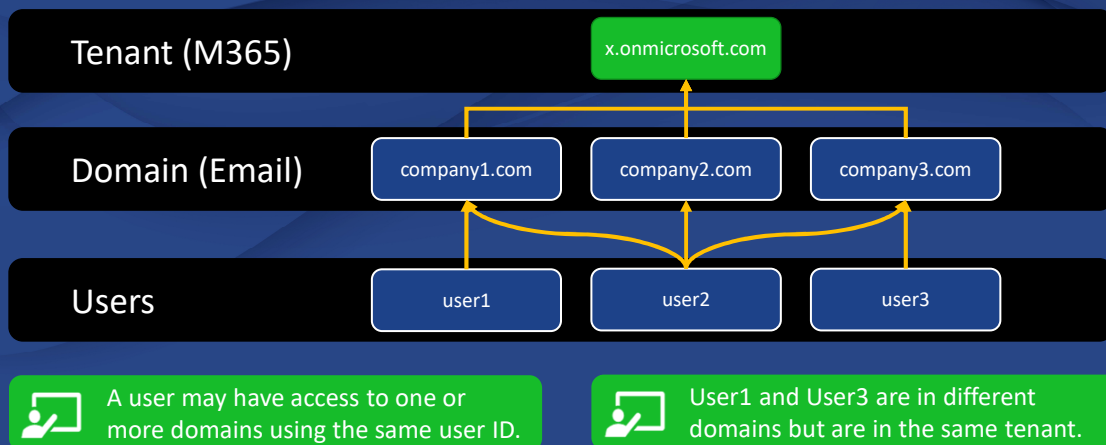 Tenant (M365)
x.onmicrosoft.com
Domain (Email)
company1.com
company2.com
company3.com
Users
user1
user2
user3
A user may have access to one or
more domains using the same user ID.
User1 and User3 are in different
domains but are in the same tenant.